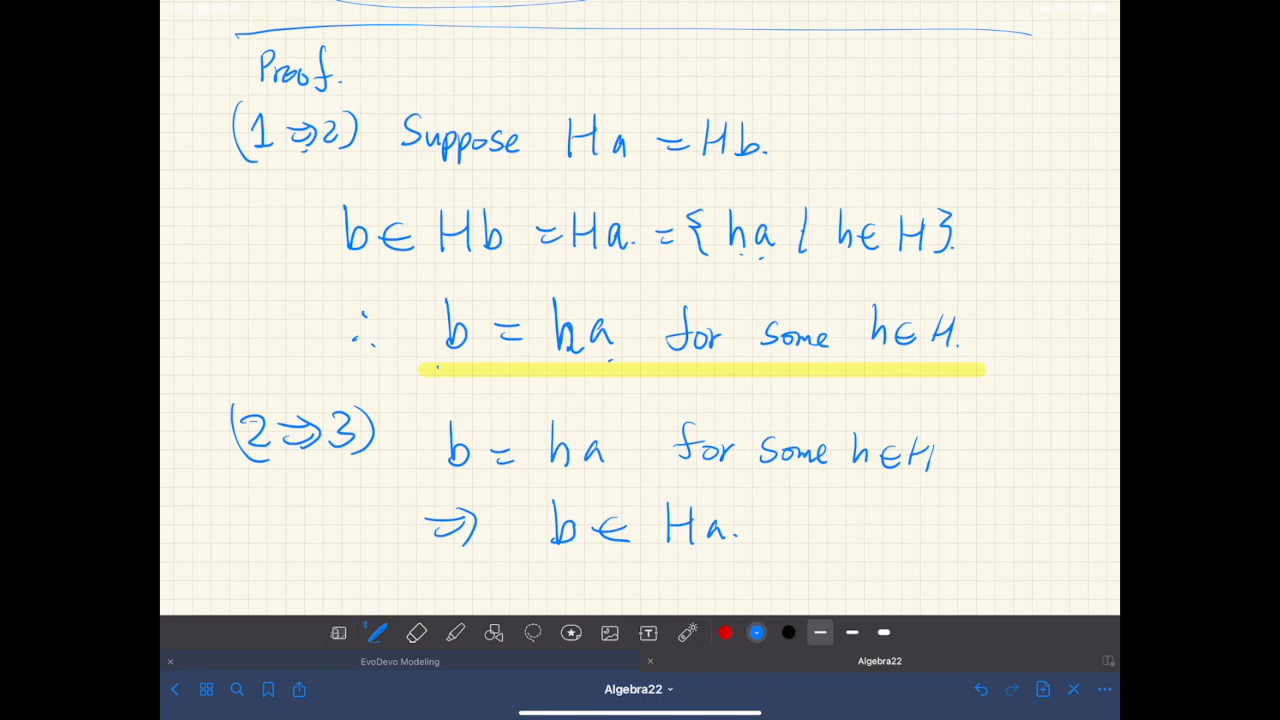 Proof.
(1 ⇒ 2) Suppose Ha = Hb.
b ∈ Hb = Ha. = { ha / h ∈ H }.
∴ b = ha for some h ∈ H.
(2 ⇒ 3) b = ha for some h ∈ H
⇒ b ∈ Ha.
EvoDevo Modeling
Algebra22
Algebra22